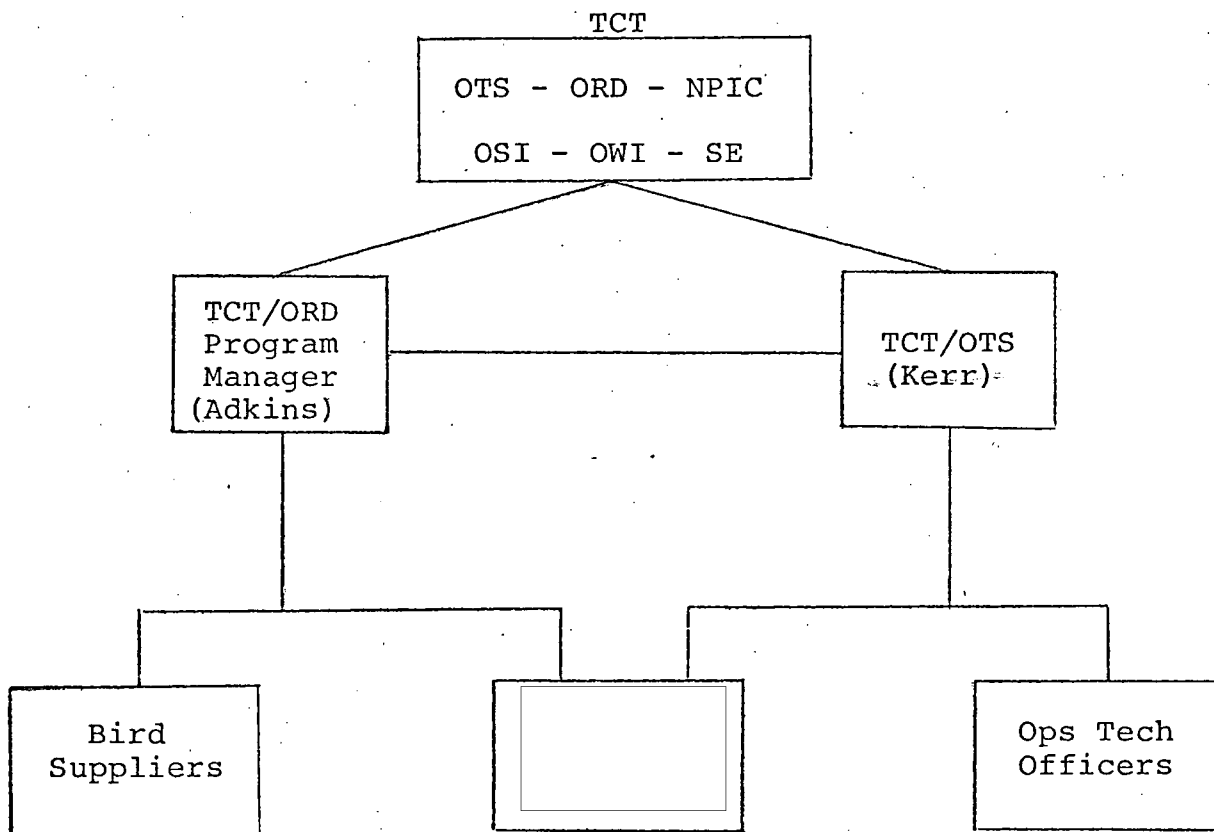 TCT
OTS - ORD - NPIC
OSI - OWI - SE
TCT/ORD
Program
Manager
(Adkins)
TCT/OTS
(Kerr)
Bird
Suppliers
Ops Tech
Officers